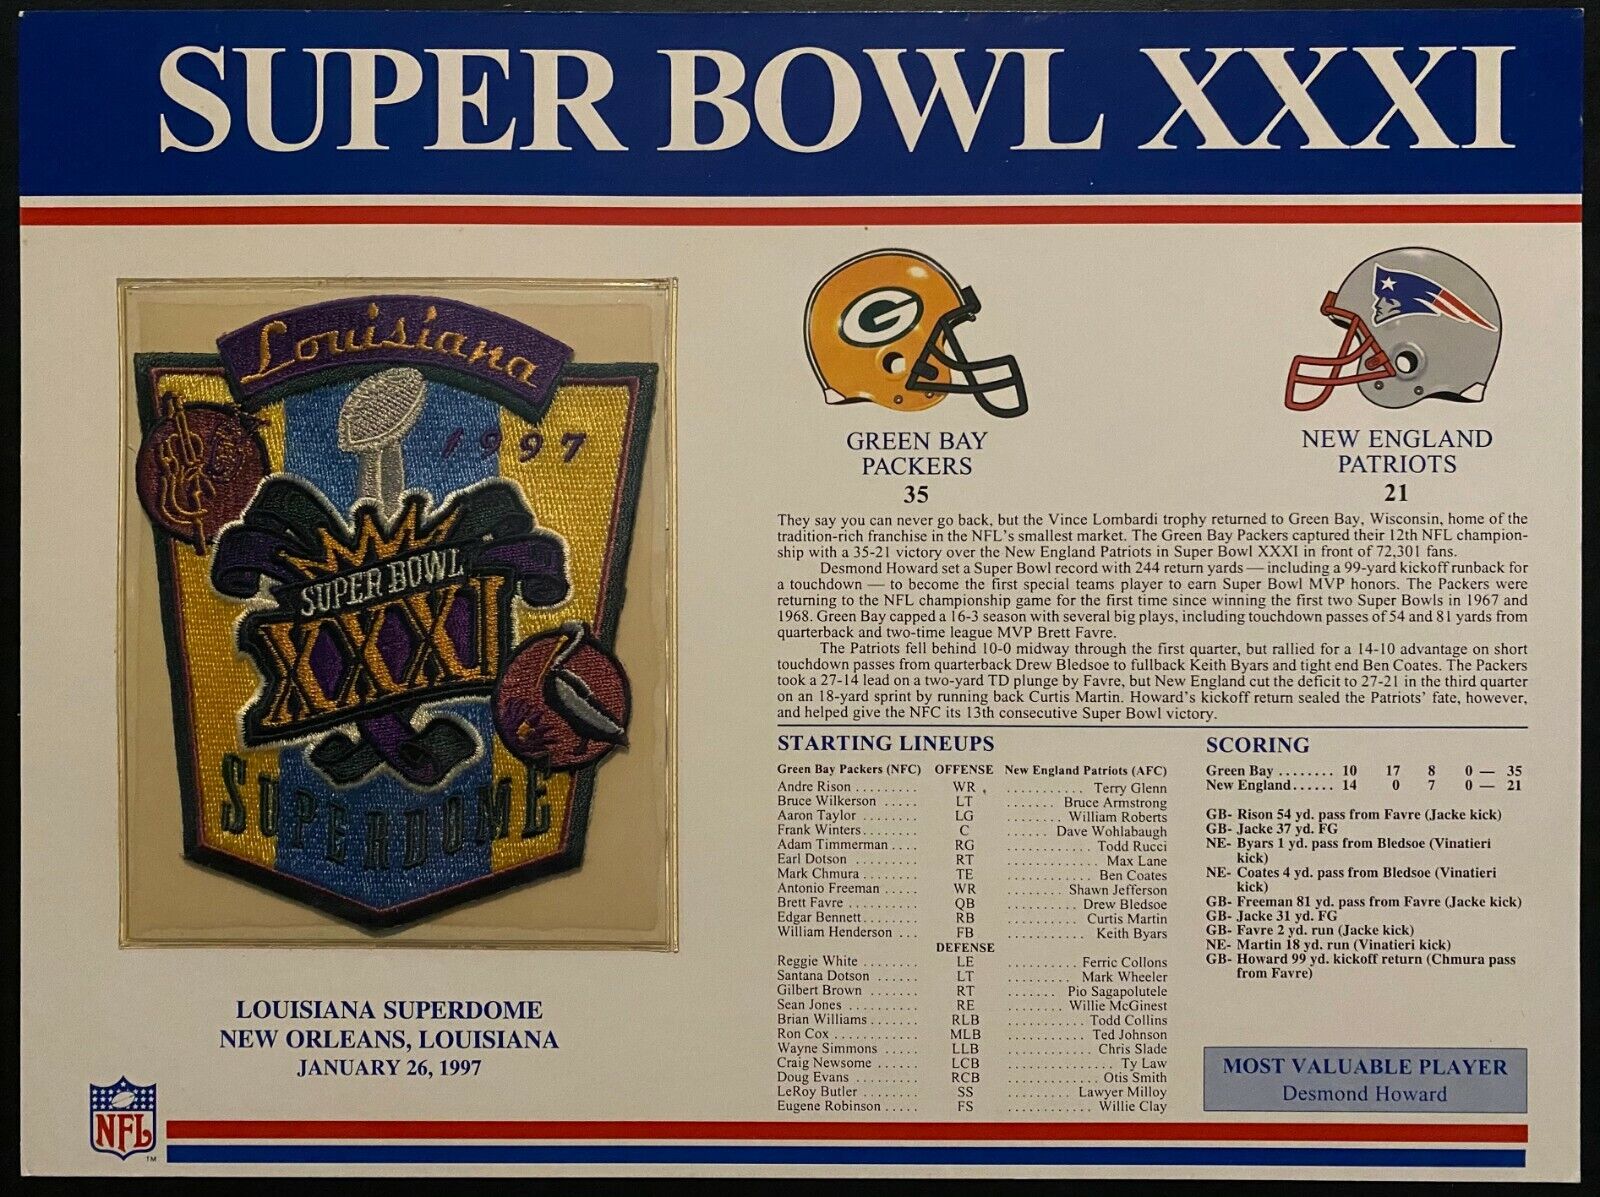 SUPER BOWL XXXI
Louisiana
1997
SUPER BOWL
XXXI
SUPERDOME
LOUISIANA SUPERDOME
NEW ORLEANS, LOUISIANA
JANUARY 26, 1997
NFL
TM
G
GREEN BAY
PACKERS
35
NEW ENGLAND
PATRIOTS
21
They say you can never go back, but the Vince Lombardi trophy returned to Green Bay, Wisconsin, home of the
tradition-rich franchise in the NFL's smallest market. The Green Bay Packers captured their 12th NFL champion-
ship with a 35-21 victory over the New England Patriots in Super Bowl XXXI in front of 72,301 fans.
Desmond Howard set a Super Bowl record with 244 return yards — including a 99-yard kickoff runback for
a touchdown — to become the first special teams player to earn Super Bowl MVP honors. The Packers were
returning to the NFL championship game for the first time since winning the first two Super Bowls in 1967 and
1968. Green Bay capped a 16-3 season with several big plays, including touchdown passes of 54 and 81 yards from
quarterback and two-time league MVP Brett Favre.
The Patriots fell behind 10-0 midway through the first quarter, but rallied for a 14-10 advantage on short
touchdown passes from quarterback Drew Bledsoe to fullback Keith Byars and tight end Ben Coates. The Packers
took a 27-14 lead on a two-yard TD plunge by Favre, but New England cut the deficit to 27-21 in the third quarter
on an 18-yard sprint by running back Curtis Martin. Howard's kickoff return sealed the Patriots' fate, however,
and helped give the NFC its 13th consecutive Super Bowl victory.
STARTING LINEUPS
Green Bay Packers (NFC) OFFENSE New England Patriots (AFC)
Andre Rison ......... WR ........... Terry Glenn
Bruce Wilkerson ..... LT ....... Bruce Armstrong
Aaron Taylor ........ LG ........ William Roberts
Frank Winters........ C ...... Dave Wohlabaugh
Adam Timmerman .... RG ............ Todd Rucci
Earl Dotson ......... RT ............. Max Lane
Mark Chmura ........ TE ............ Ben Coates
Antonio Freeman ..... WR ........ Shawn Jefferson
Brett Favre .......... QB .......... Drew Bledsoe
Edgar Bennett........ RB .......... Curtis Martin
William Henderson ... FB ........... Keith Byars
DEFENSE
Reggie White ........ LE .......... Ferric Collons
Santana Dotson ...... LT .......... Mark Wheeler
Gilbert Brown ....... RT ....... Pio Sagapolutele
Sean Jones .......... RE ........ Willie McGinest
Brian Williams ....... RLB ........... Todd Collins
Ron Cox ............ MLB ........... Ted Johnson
Wayne Simmons ..... LLB ............ Chris Slade
Craig Newsome ...... LCB ............... Ty Law
Doug Evans ......... RCB ............. Otis Smith
LeRoy Butler ........ SS ......... Lawyer Milloy
Eugene Robinson ..... FS ............ Willie Clay
SCORING
Green Bay ........ 10 17 8 0 — 35
New England...... 14 0 7 0 — 21
GB- Rison 54 yd. pass from Favre (Jacke kick)
GB- Jacke 37 yd. FG
NE- Byars 1 yd. pass from Bledsoe (Vinatieri
kick)
NE- Coates 4 yd. pass from Bledsoe (Vinatieri
kick)
GB- Freeman 81 yd. pass from Favre (Jacke kick)
GB- Jacke 31 yd. FG
GB- Favre 2 yd. run (Jacke kick)
NE- Martin 18 yd. run (Vinatieri kick)
GB- Howard 99 yd. kickoff return (Chmura pass
from Favre)
MOST VALUABLE PLAYER
Desmond Howard